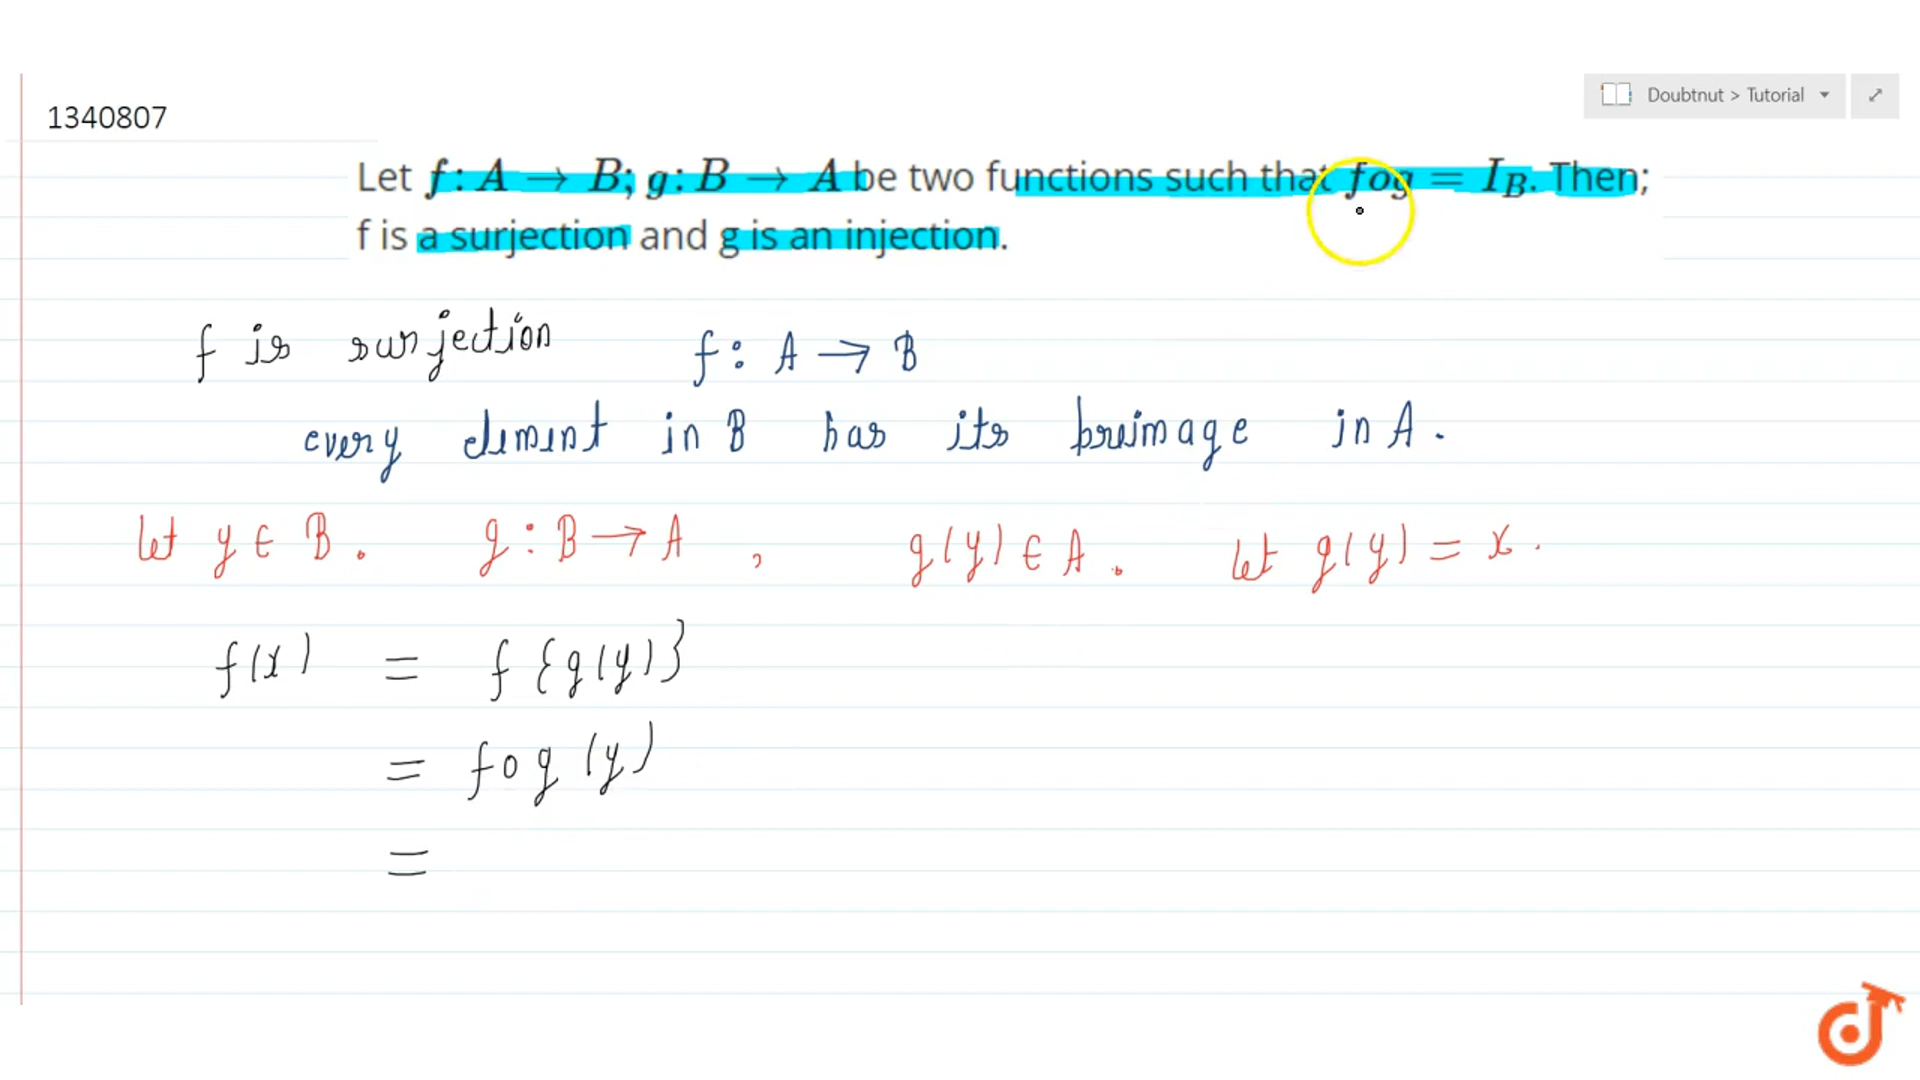 Doubtnut > Tutorial
1340807
Let f : A → B; g : B → A be two functions such that fog = I_B. Then;
f is a surjection and g is an injection.
f is surjection f : A → B
every element in B has its preimage in A.
let y ∈ B. g : B → A , g(y) ∈ A. let g(y) = x.
f(x) = f{g(y)}
= fog(y)
=